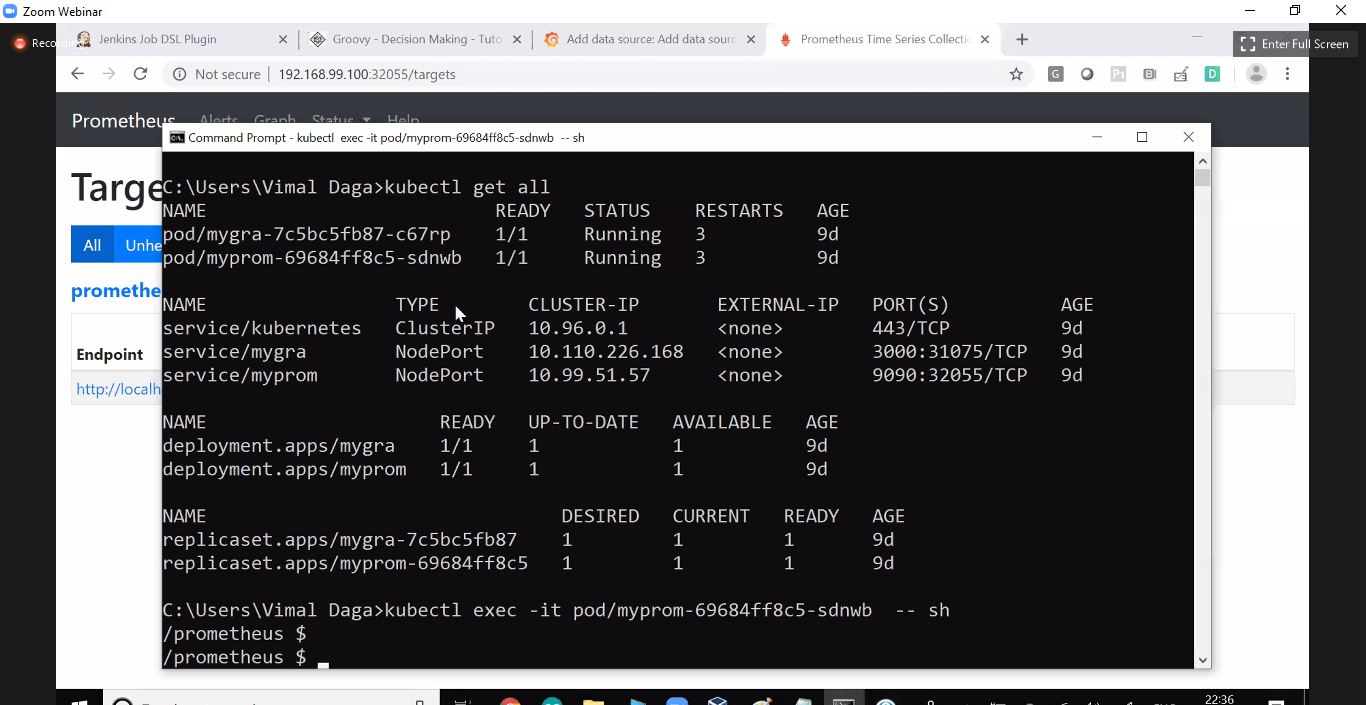 Zoom Webinar
Recording
Jenkins Job DSL Plugin
Groovy - Decision Making - Tuto
Add data source: Add data sour
Prometheus Time Series Collectio
Enter Full Screen
Not secure | 192.168.99.100:32055/targets
Prometheus Alerts Graph Status Help
Command Prompt - kubectl exec -it pod/myprom-69684ff8c5-sdnwb -- sh
Targe
All Unhe
promethe
Endpoint
http://localh
C:\Users\Vimal Daga>kubectl get all
NAME READY STATUS RESTARTS AGE
pod/mygra-7c5bc5fb87-c67rp 1/1 Running 3 9d
pod/myprom-69684ff8c5-sdnwb 1/1 Running 3 9d
NAME TYPE CLUSTER-IP EXTERNAL-IP PORT(S) AGE
service/kubernetes ClusterIP 10.96.0.1 <none> 443/TCP 9d
service/mygra NodePort 10.110.226.168 <none> 3000:31075/TCP 9d
service/myprom NodePort 10.99.51.57 <none> 9090:32055/TCP 9d
NAME READY UP-TO-DATE AVAILABLE AGE
deployment.apps/mygra 1/1 1 1 9d
deployment.apps/myprom 1/1 1 1 9d
NAME DESIRED CURRENT READY AGE
replicaset.apps/mygra-7c5bc5fb87 1 1 1 9d
replicaset.apps/myprom-69684ff8c5 1 1 1 9d
C:\Users\Vimal Daga>kubectl exec -it pod/myprom-69684ff8c5-sdnwb -- sh
/prometheus $
/prometheus $
22:36